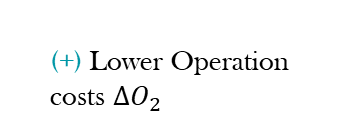 (+) Lower Operation
costs Δ𝑂₂